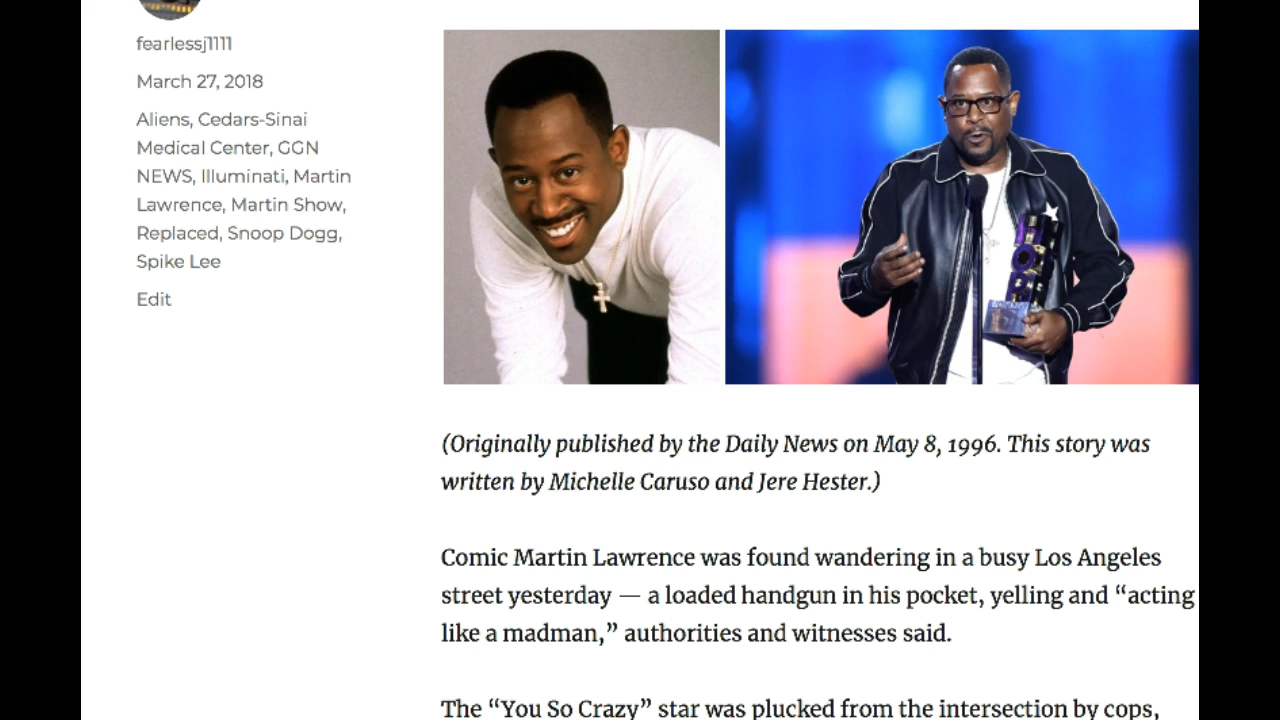 fearlessj1111
March 27, 2018
Aliens, Cedars-Sinai
Medical Center, GGN
NEWS, Illuminati, Martin
Lawrence, Martin Show,
Replaced, Snoop Dogg,
Spike Lee
Edit
(Originally published by the Daily News on May 8, 1996. This story was
written by Michelle Caruso and Jere Hester.)
Comic Martin Lawrence was found wandering in a busy Los Angeles
street yesterday — a loaded handgun in his pocket, yelling and “acting
like a madman,” authorities and witnesses said.
The “You So Crazy” star was plucked from the intersection by cops,